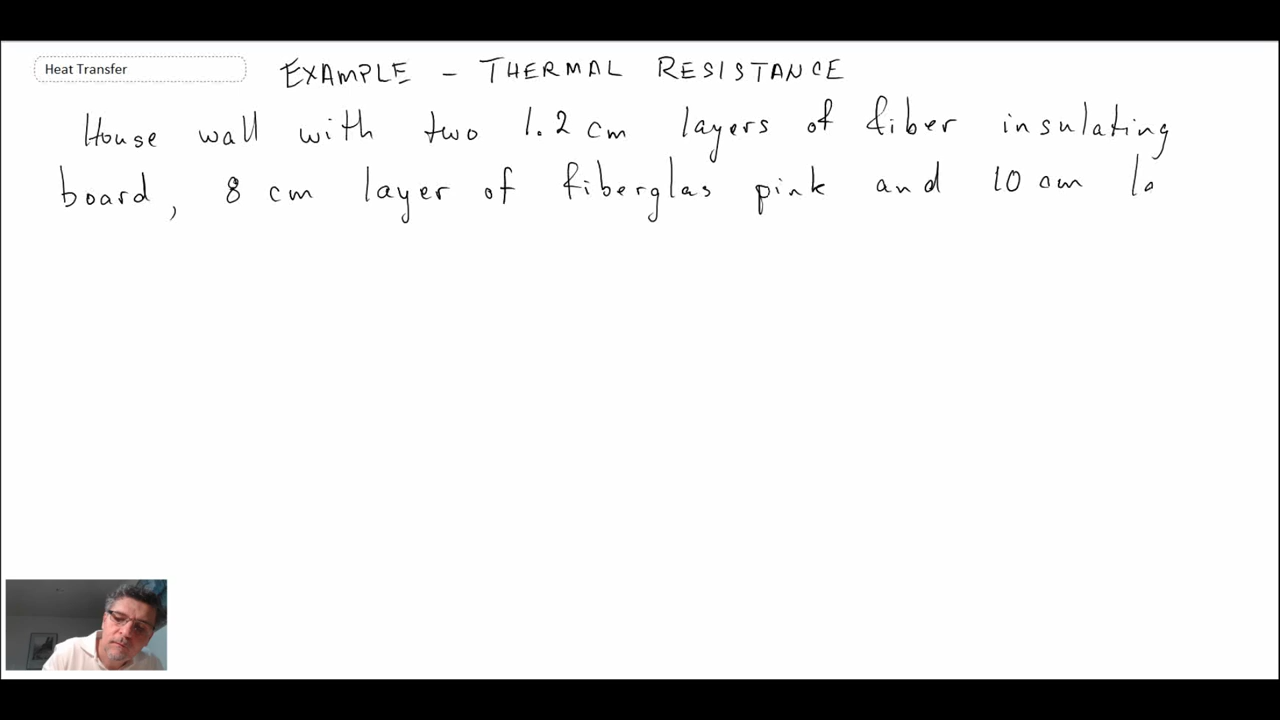 Heat Transfer
EXAMPLE - THERMAL RESISTANCE
House wall with two 1.2 cm layers of fiber insulating
board, 8 cm layer of fiberglas pink and 10 cm la